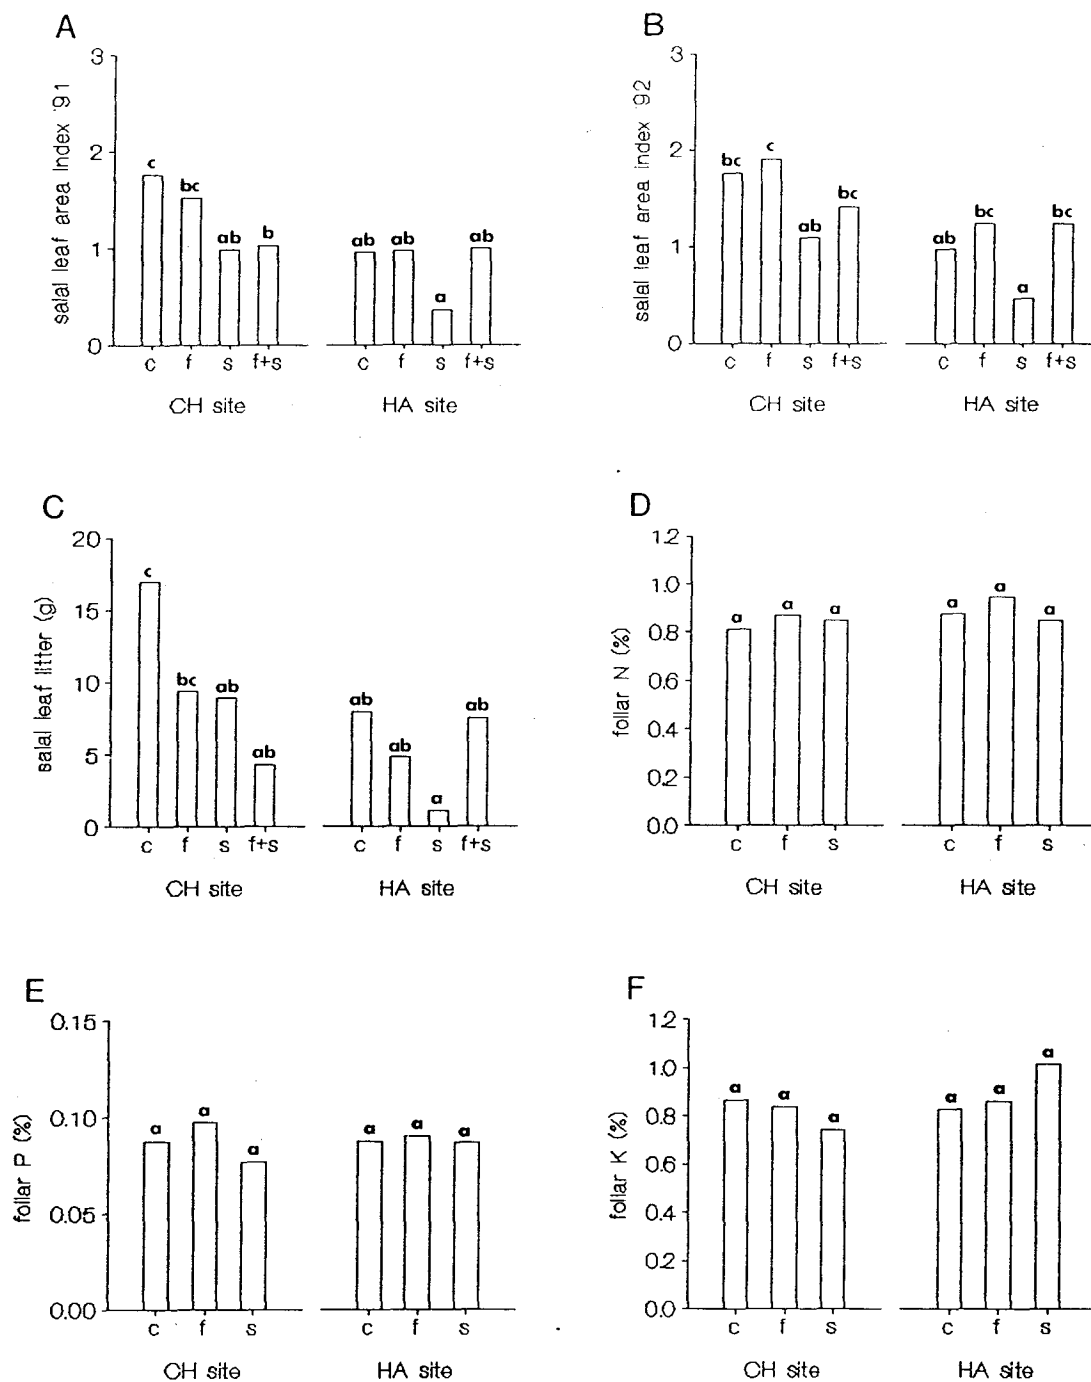 A
salal leaf area index '91
3
2
1
0
c
bc
ab
b
ab
ab
a
ab
c f s f+s
c f s f+s
CH site
HA site
B
salal leaf area index '92
3
2
1
0
bc
c
ab
bc
ab
bc
a
bc
c f s f+s
c f s f+s
CH site
HA site
C
salal leaf litter (g)
20
15
10
5
0
c
bc
ab
ab
ab
ab
a
ab
c f s f+s
c f s f+s
CH site
HA site
D
foliar N (%)
1.2
1.0
0.8
0.6
0.4
0.2
0.0
a
a
a
a
a
a
c f s
c f s
CH site
HA site
E
foliar P (%)
0.15
0.10
0.05
0.00
a
a
a
a
a
a
c f s
c f s
CH site
HA site
F
foliar K (%)
1.2
1.0
0.8
0.6
0.4
0.2
0.0
a
a
a
a
a
a
c f s
c f s
CH site
HA site